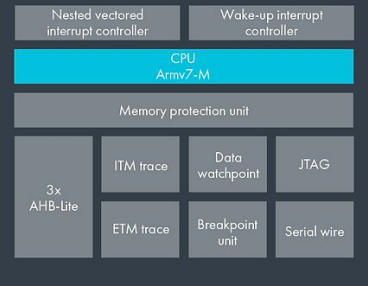 Nested vectored
interrupt controller
Wake-up interrupt
controller
CPU
Armv7-M
Memory protection unit
3x
AHB-Lite
ITM trace
Data
watchpoint
JTAG
ETM trace
Breakpoint
unit
Serial wire